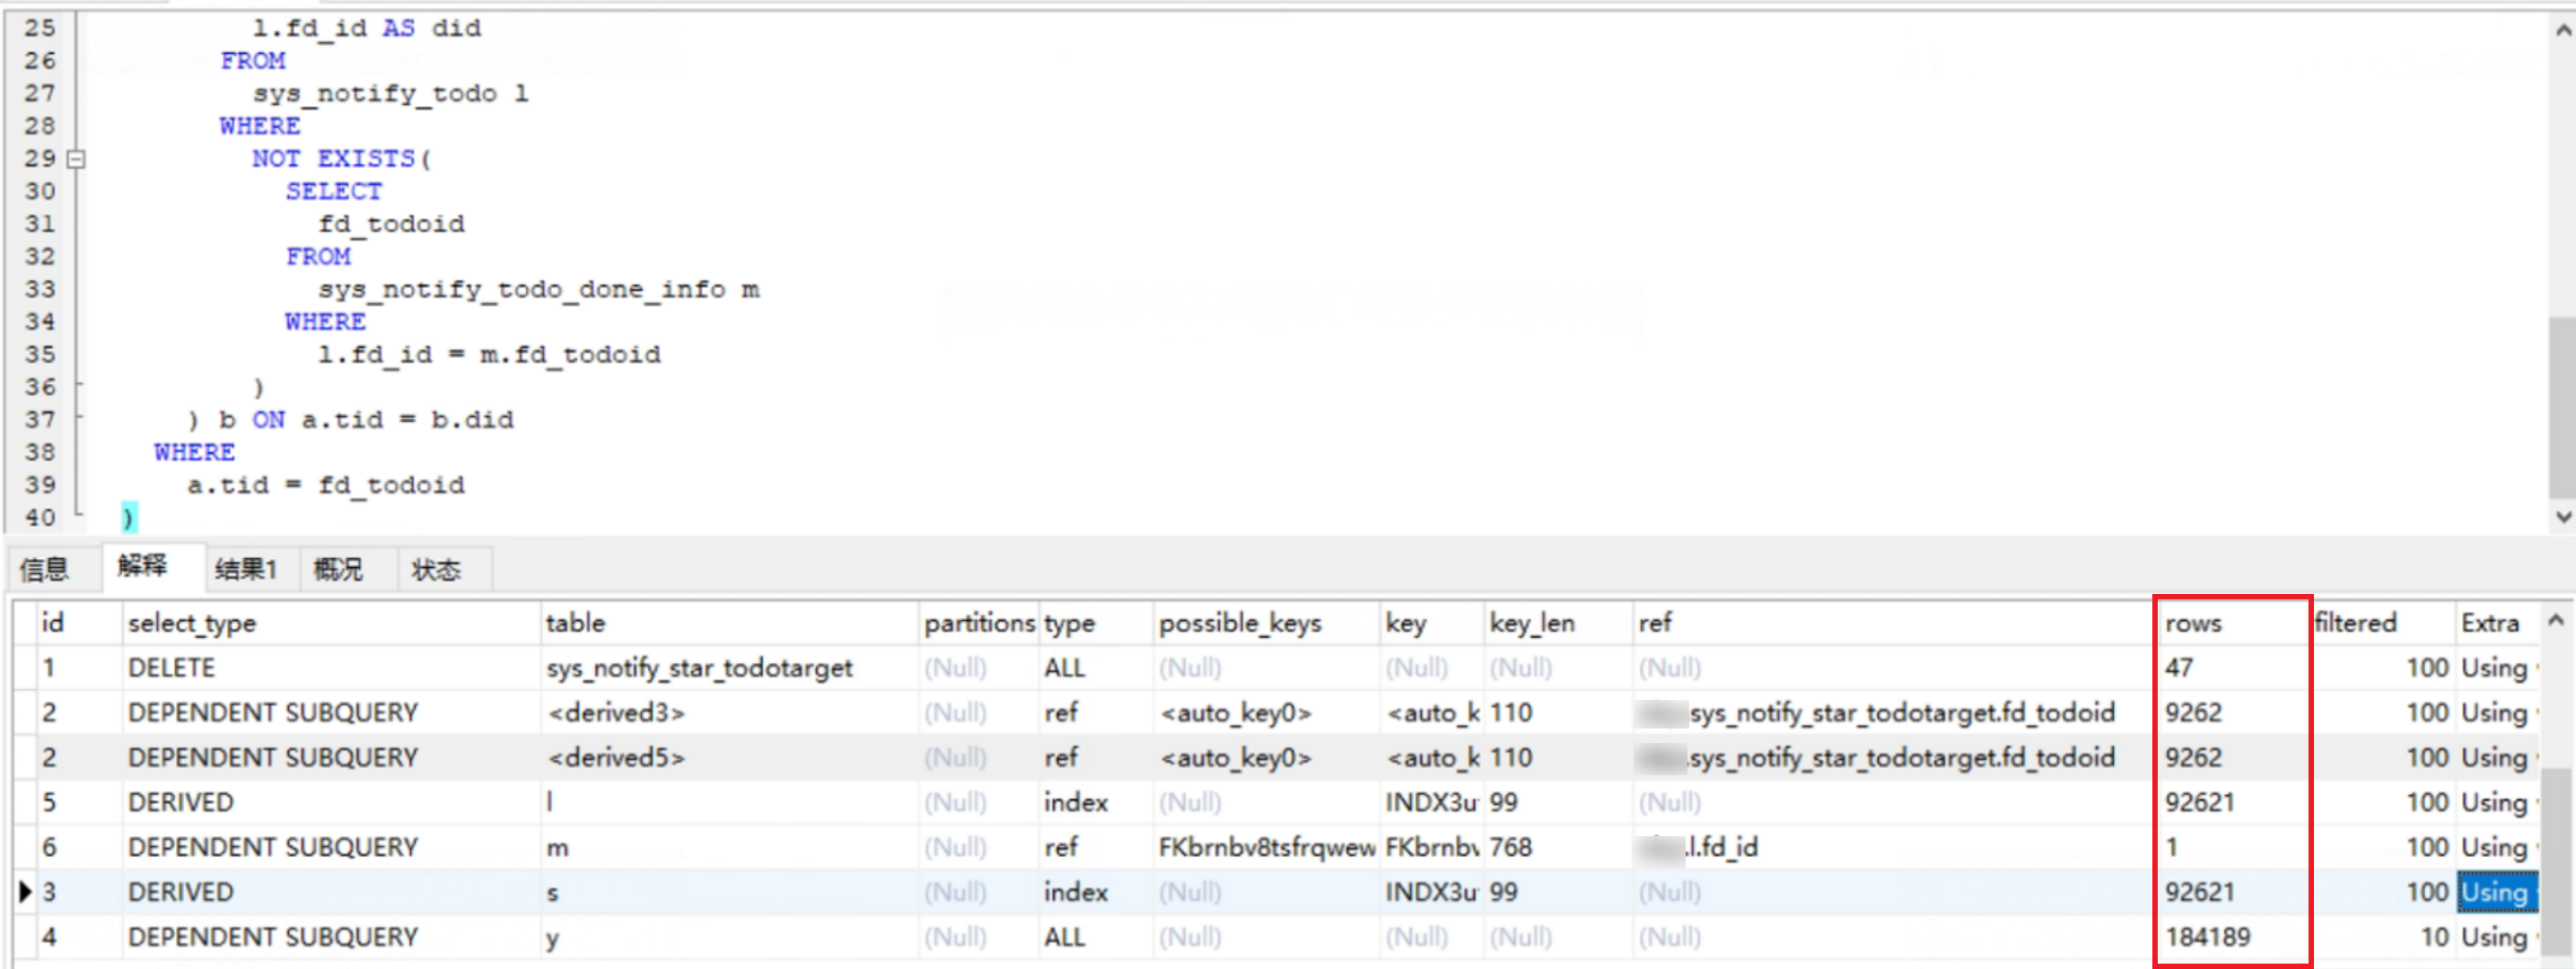 25 l.fd_id AS did
26 FROM
27 sys_notify_todo l
28 WHERE
29 NOT EXISTS(
30 SELECT
31 fd_todoid
32 FROM
33 sys_notify_todo_done_info m
34 WHERE
35 l.fd_id = m.fd_todoid
36 )
37 ) b ON a.tid = b.did
38 WHERE
39 a.tid = fd_todoid
40 )
信息 解释 结果1 概况 状态
id select_type table partitions type possible_keys key key_len ref rows filtered Extra
1 DELETE sys_notify_star_todotarget (Null) ALL (Null) (Null) (Null) (Null) 47 100 Using
2 DEPENDENT SUBQUERY <derived3> (Null) ref <auto_key0> <auto_k 110 .sys_notify_star_todotarget.fd_todoid 9262 100 Using
2 DEPENDENT SUBQUERY <derived5> (Null) ref <auto_key0> <auto_k 110 .sys_notify_star_todotarget.fd_todoid 9262 100 Using
5 DERIVED l (Null) index (Null) INDX3u 99 (Null) 92621 100 Using
6 DEPENDENT SUBQUERY m (Null) ref FKbrnbv8tsfrqwew FKbrnbv 768 .l.fd_id 1 100 Using
3 DERIVED s (Null) index (Null) INDX3u 99 (Null) 92621 100 Using
4 DEPENDENT SUBQUERY y (Null) ALL (Null) (Null) (Null) (Null) 184189 10 Using